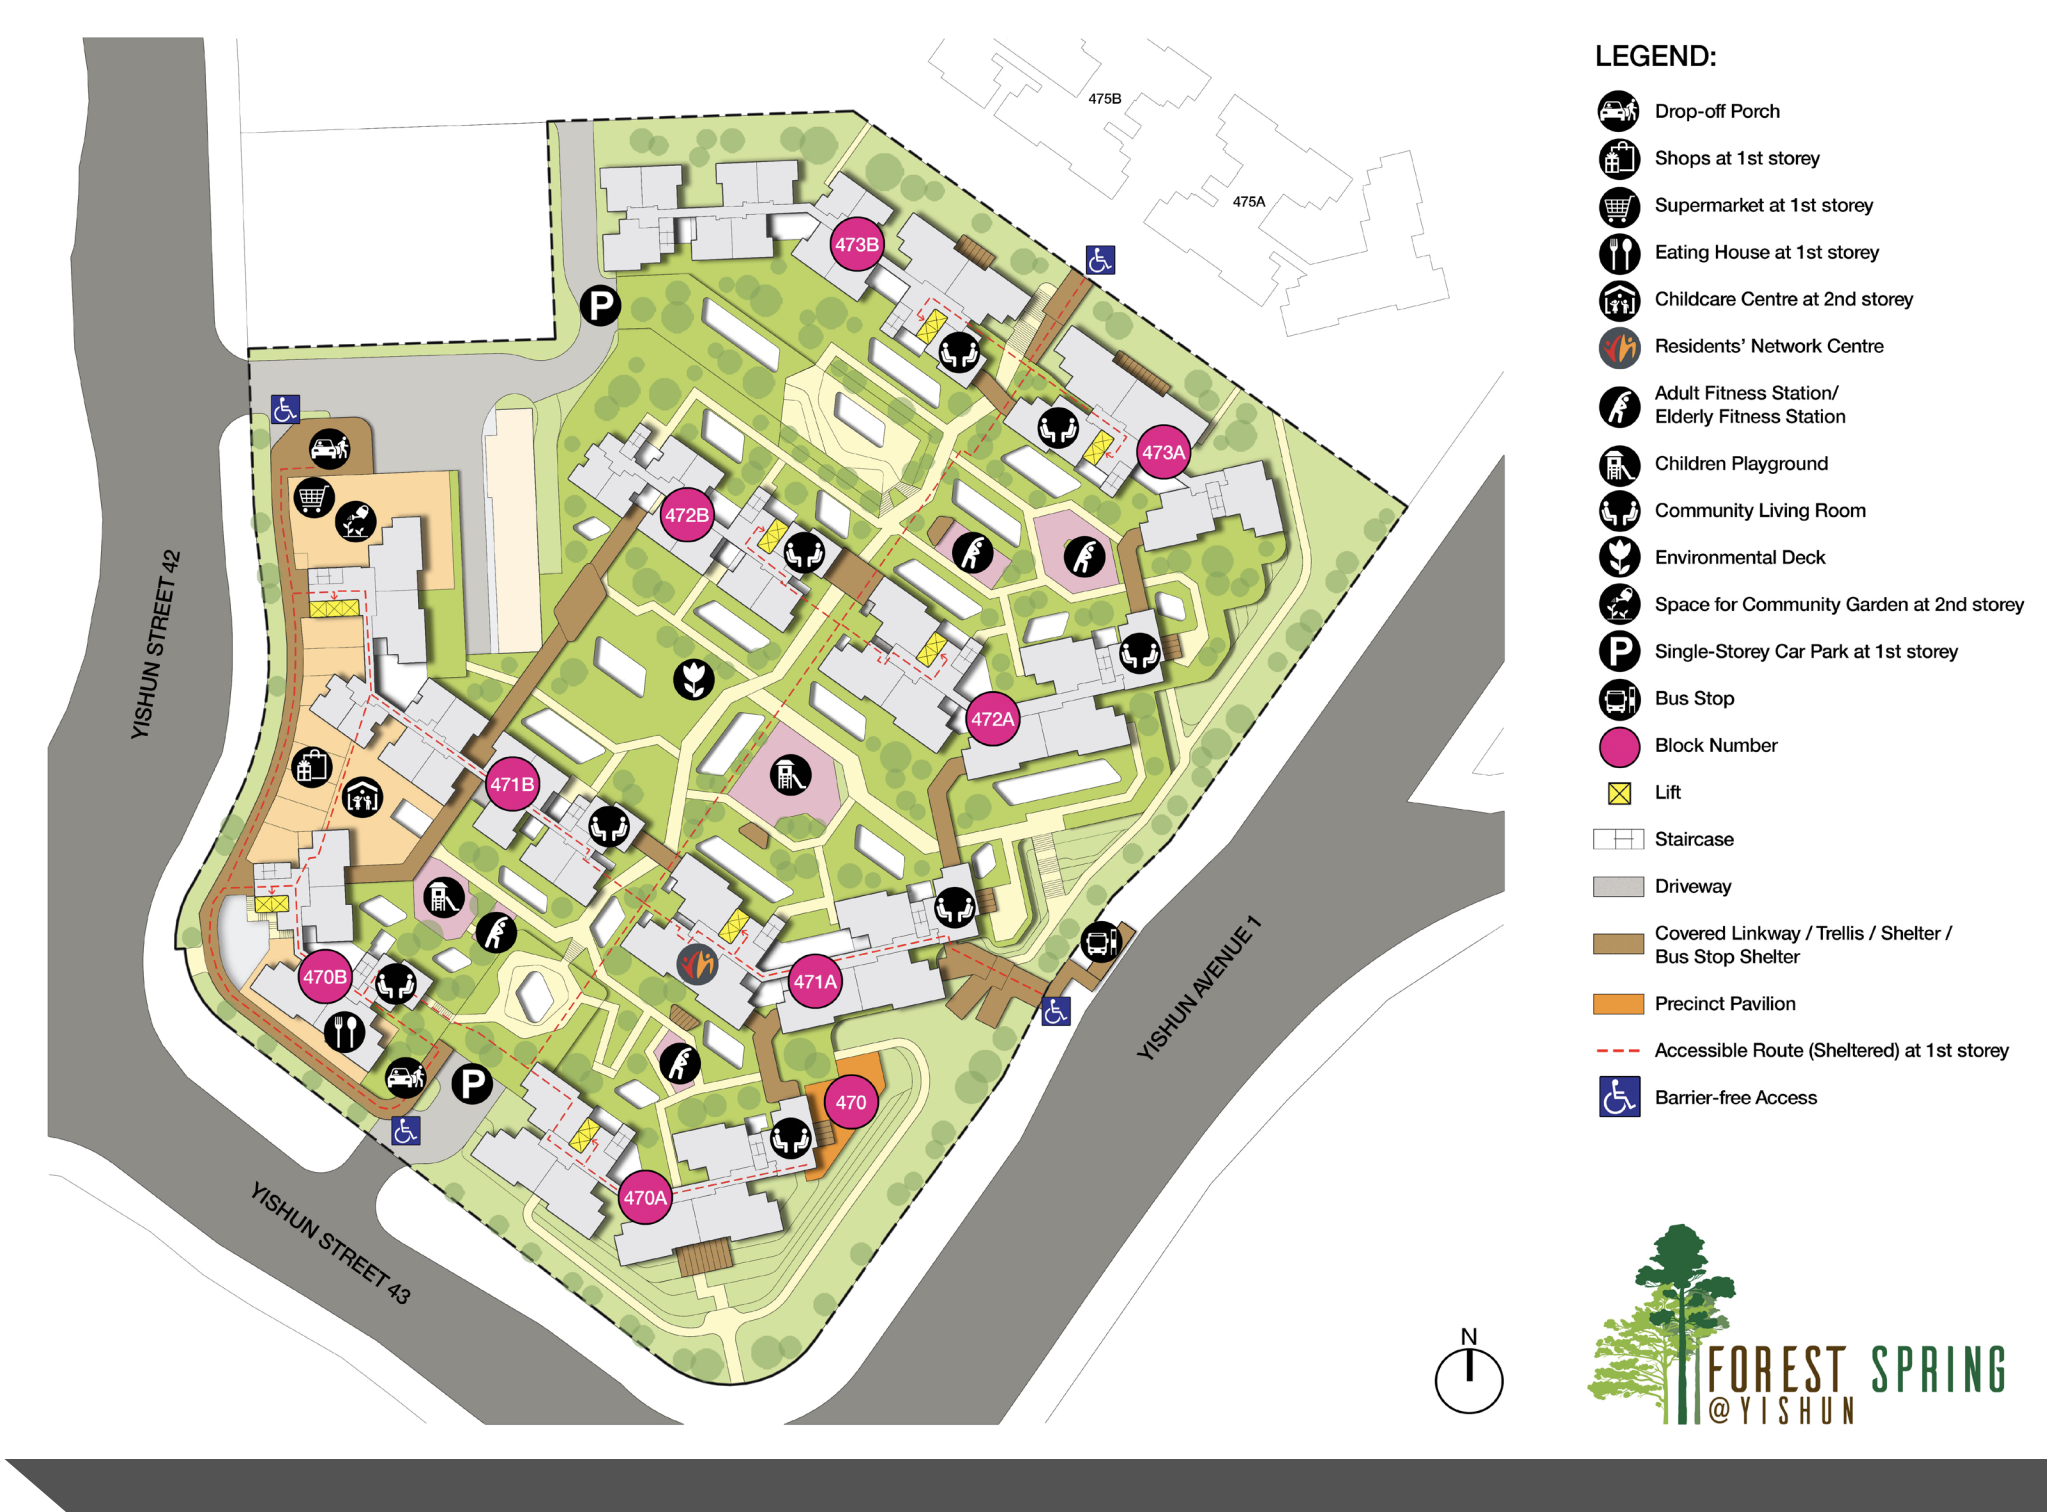 475B
475A
473B
473A
472B
472A
471B
471A
470B
470
470A
P
P
YISHUN STREET 42
YISHUN STREET 43
YISHUN AVENUE 1
N
LEGEND:
Drop-off Porch
Shops at 1st storey
Supermarket at 1st storey
Eating House at 1st storey
Childcare Centre at 2nd storey
Residents' Network Centre
Adult Fitness Station/
Elderly Fitness Station
Children Playground
Community Living Room
Environmental Deck
Space for Community Garden at 2nd storey
P
Single-Storey Car Park at 1st storey
Bus Stop
Block Number
Lift
Staircase
Driveway
Covered Linkway / Trellis / Shelter /
Bus Stop Shelter
Precinct Pavilion
Accessible Route (Sheltered) at 1st storey
Barrier-free Access
FOREST SPRING
@YISHUN